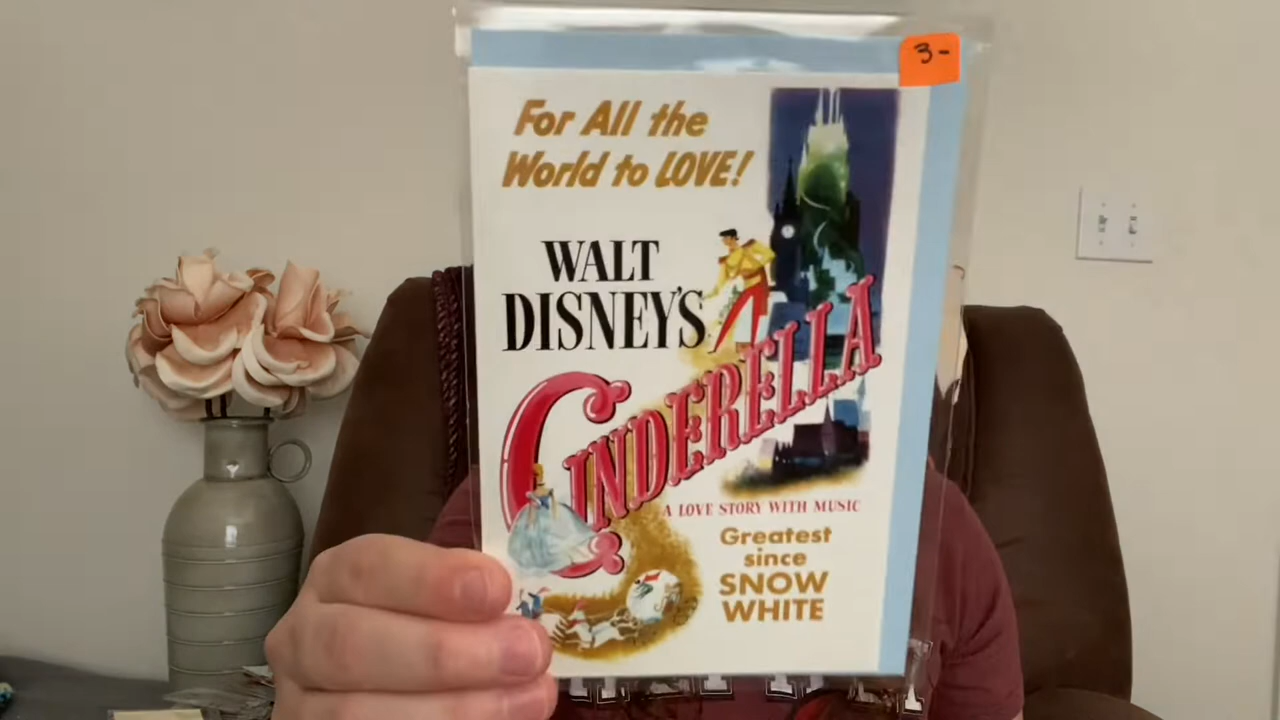 3-
For All the
World to LOVE!
WALT
DISNEY'S
CINDERELLA
A LOVE STORY WITH MUSIC
Greatest
since
SNOW
WHITE